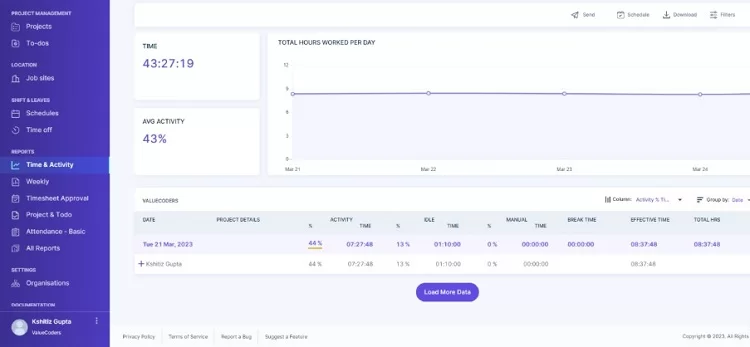 PROJECT MANAGEMENT
Projects
To-dos
LOCATION
Job sites
SHIFT & LEAVES
Schedules
Time off
REPORTS
Time & Activity
Weekly
Timesheet Approval
Project & Todo
Attendance - Basic
All Reports
SETTINGS
Organisations
DOCUMENTATION
Kshitiz Gupta
ValueCoders
Send Schedule Download Filters
TIME
43:27:19
AVG ACTIVITY
43%
TOTAL HOURS WORKED PER DAY
12
9
6
3
0
Mar 21 Mar 22 Mar 23 Mar 24
VALUECODERS
Column: Activity % Ti... Group by: Date
DATE PROJECT DETAILS ACTIVITY IDLE MANUAL BREAK TIME EFFECTIVE TIME TOTAL HRS
% TIME % TIME % TIME
Tue 21 Mar, 2023 44 % 07:27:48 13 % 01:10:00 0 % 00:00:00 00:00:00 08:37:48 08:37:48
+ Kshitiz Gupta 44 % 07:27:48 13 % 01:10:00 0 % 00:00:00 08:37:48
Load More Data
Privacy Policy Terms of Service Report a Bug Suggest a Feature
Copyright © 2023. All Rights